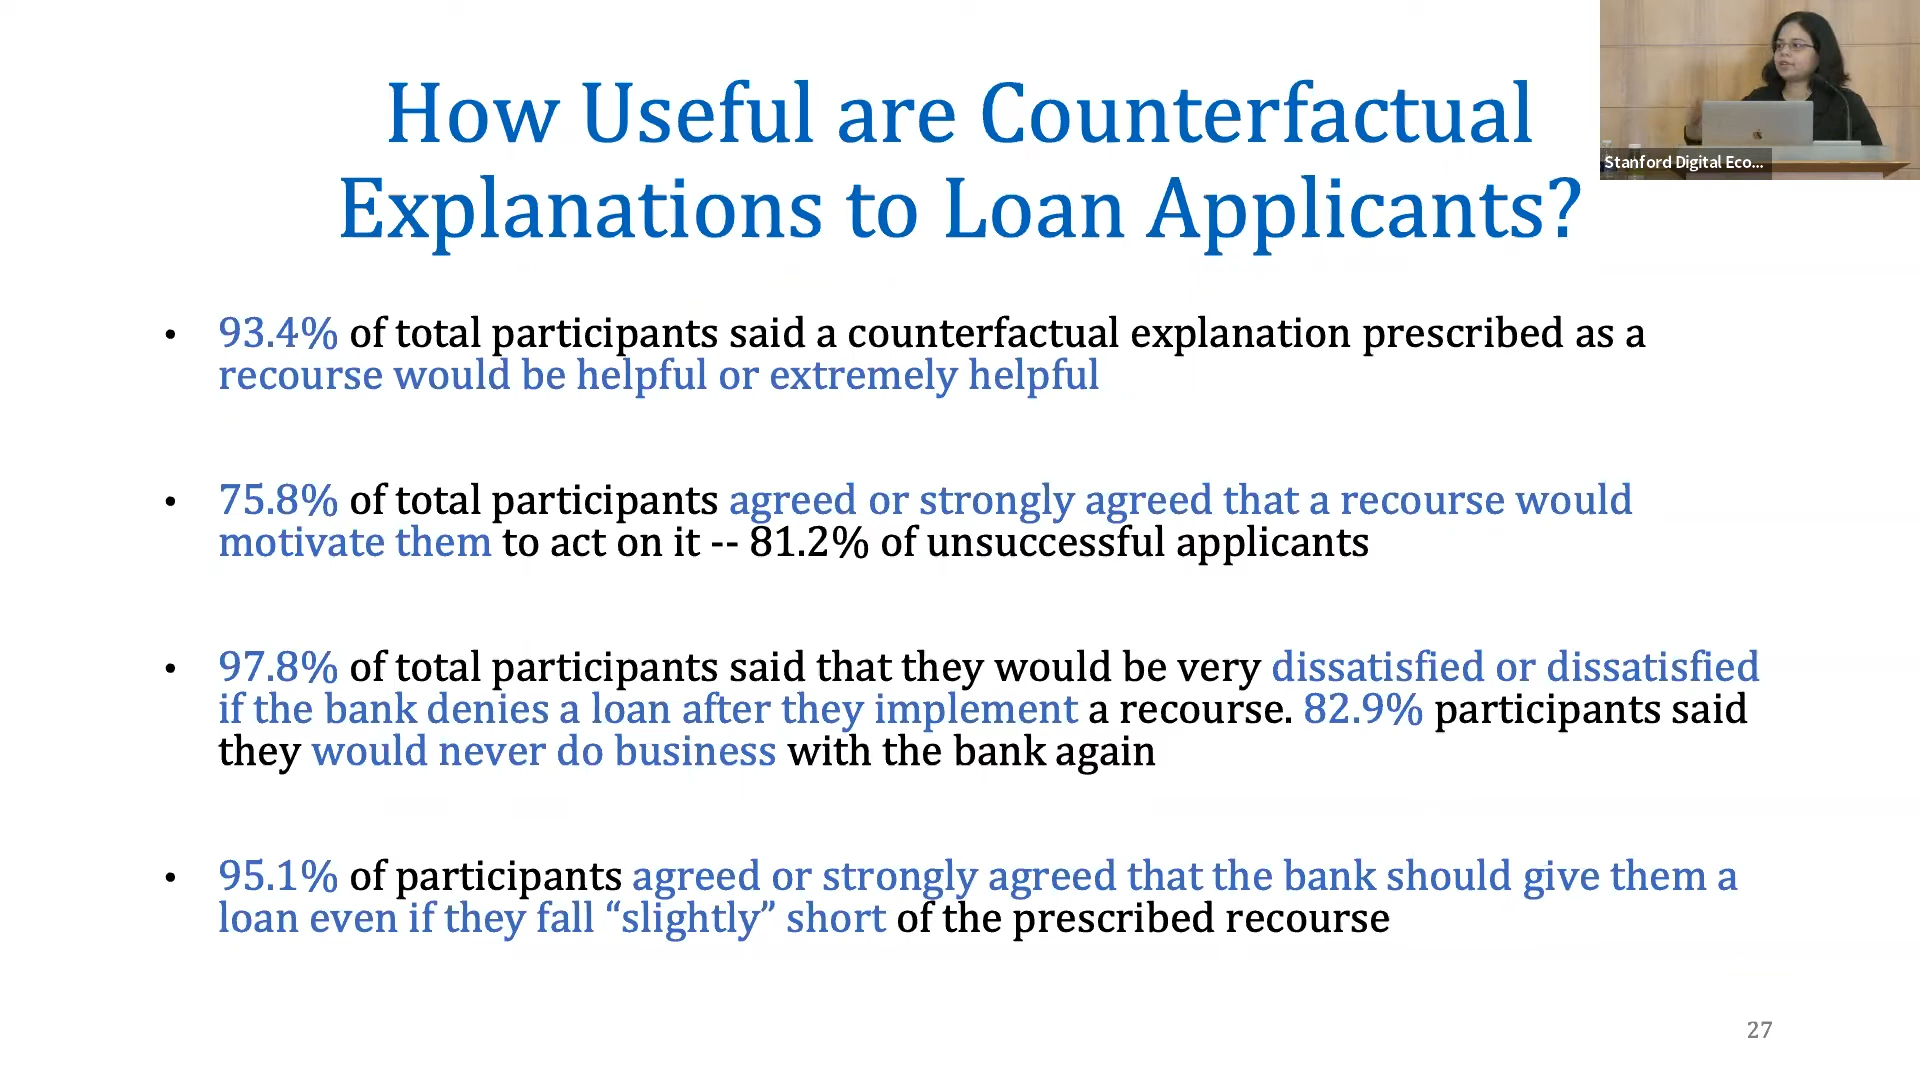 How Useful are Counterfactual
Explanations to Loan Applicants?
Stanford Digital Eco...
• 93.4% of total participants said a counterfactual explanation prescribed as a
recourse would be helpful or extremely helpful
• 75.8% of total participants agreed or strongly agreed that a recourse would
motivate them to act on it -- 81.2% of unsuccessful applicants
• 97.8% of total participants said that they would be very dissatisfied or dissatisfied
if the bank denies a loan after they implement a recourse. 82.9% participants said
they would never do business with the bank again
• 95.1% of participants agreed or strongly agreed that the bank should give them a
loan even if they fall “slightly” short of the prescribed recourse
27